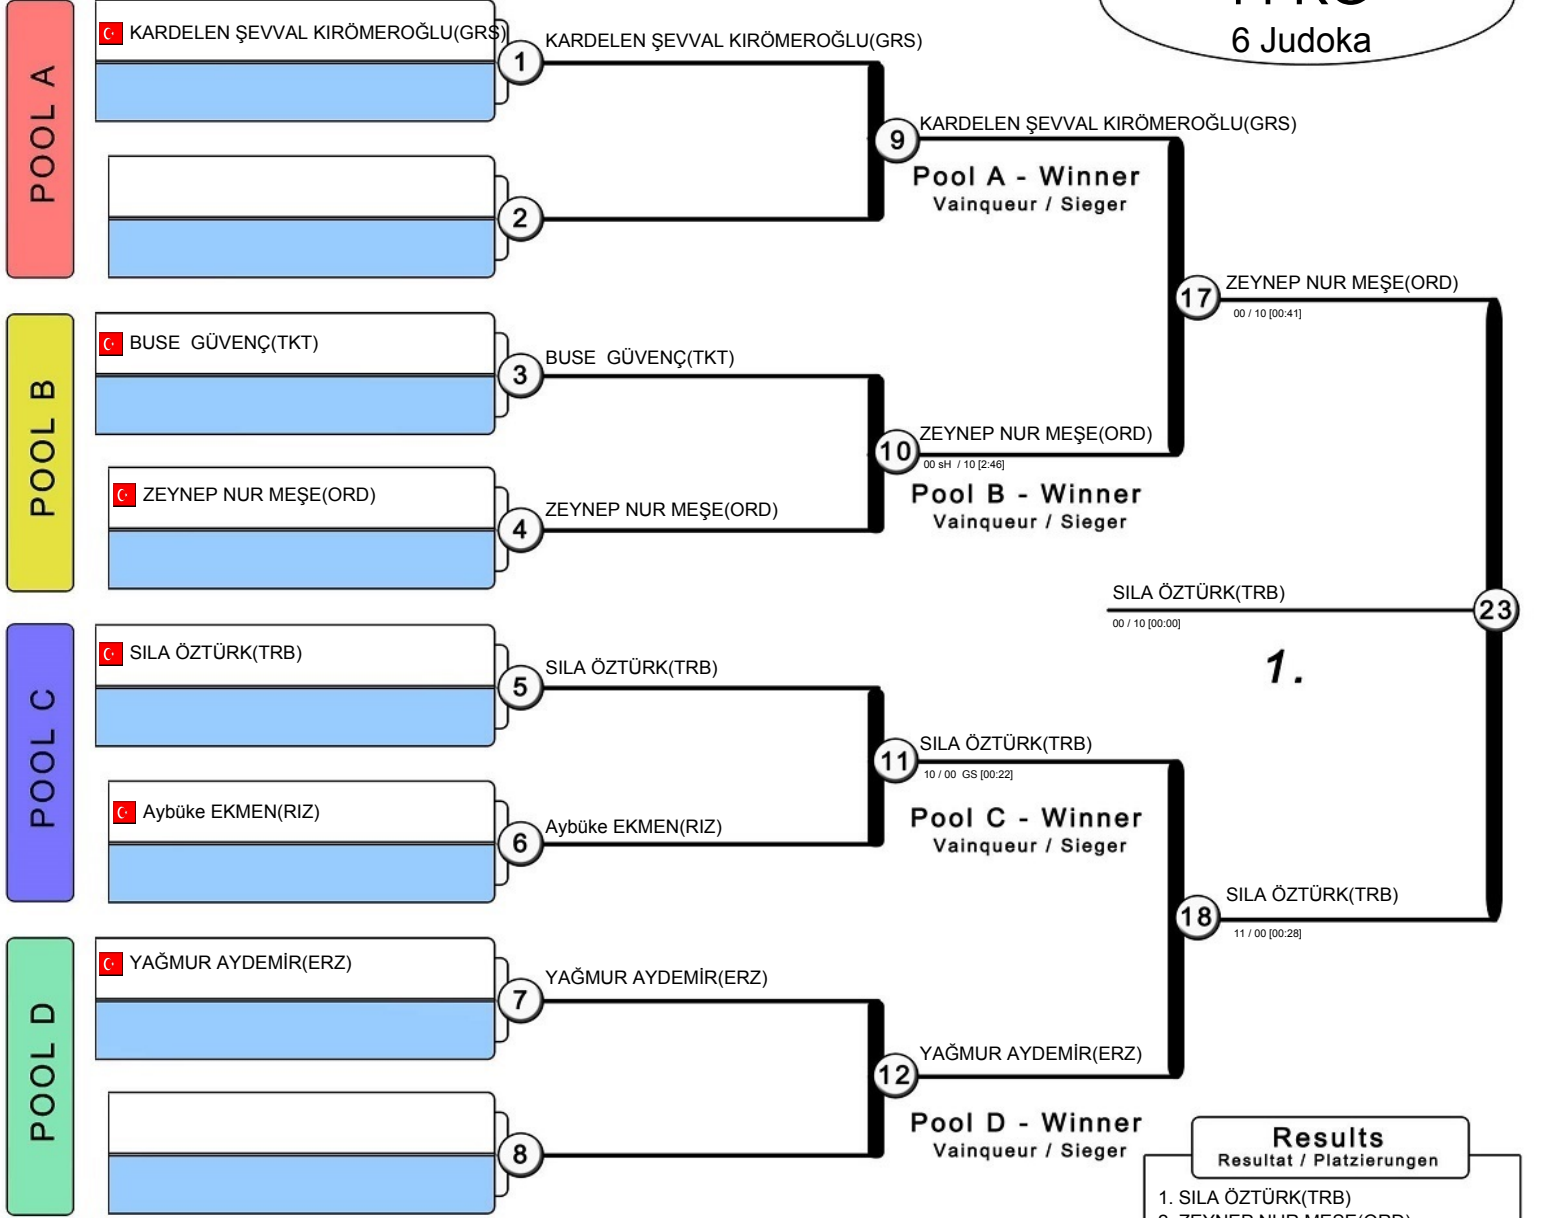 6 Judoka
POOL A
KARDELEN ŞEVVAL KIRÖMEROĞLU(GRS)
1
KARDELEN ŞEVVAL KIRÖMEROĞLU(GRS)
2
9
KARDELEN ŞEVVAL KIRÖMEROĞLU(GRS)
Pool A - Winner
Vainqueur / Sieger
POOL B
BUSE  GÜVENÇ(TKT)
3
BUSE  GÜVENÇ(TKT)
ZEYNEP NUR MEŞE(ORD)
4
ZEYNEP NUR MEŞE(ORD)
10
ZEYNEP NUR MEŞE(ORD)
00 sH  / 10 [2:46]
Pool B - Winner
Vainqueur / Sieger
17
ZEYNEP NUR MEŞE(ORD)
00 / 10 [00:41]
SILA ÖZTÜRK(TRB)
00 / 10 [00:00]
23
1.
POOL C
SILA ÖZTÜRK(TRB)
5
SILA ÖZTÜRK(TRB)
Aybüke EKMEN(RIZ)
6
Aybüke EKMEN(RIZ)
11
SILA ÖZTÜRK(TRB)
10 / 00  GS [00:22]
Pool C - Winner
Vainqueur / Sieger
18
SILA ÖZTÜRK(TRB)
11 / 00 [00:28]
POOL D
YAĞMUR AYDEMİR(ERZ)
7
YAĞMUR AYDEMİR(ERZ)
8
12
YAĞMUR AYDEMİR(ERZ)
Pool D - Winner
Vainqueur / Sieger
Results
Resultat / Platzierungen
1. SILA ÖZTÜRK(TRB)
2. ZEYNEP NUR MEŞE(ORD)